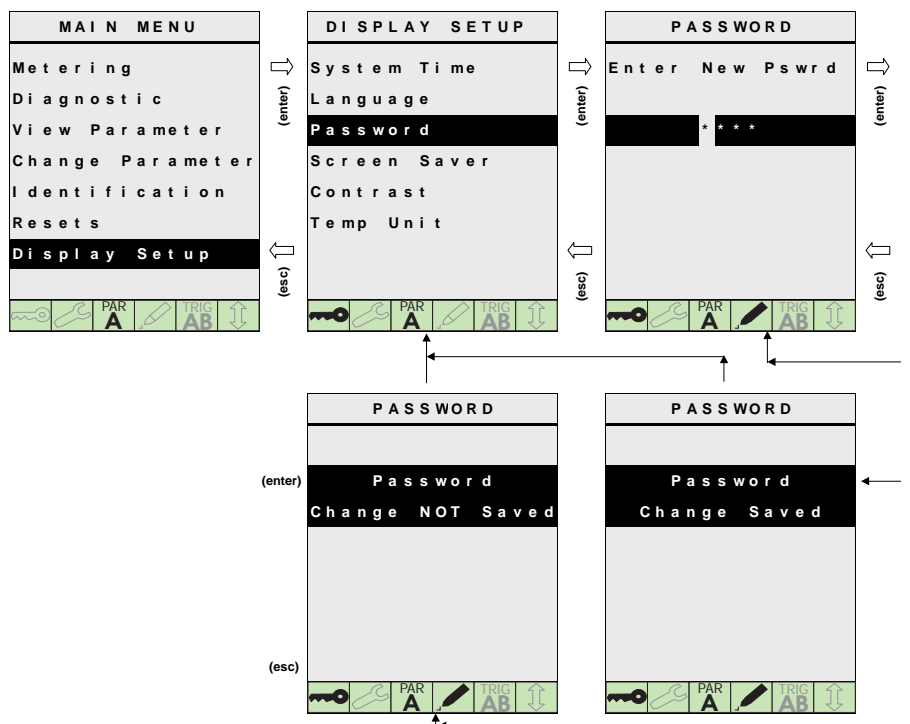 MAIN MENU
Metering
Diagnostic
View Parameter
Change Parameter
Identification
Resets
Display Setup
PAR
A
TRIG
AB
(enter)
(esc)
DISPLAY SETUP
System Time
Language
Password
Screen Saver
Contrast
Temp Unit
PAR
A
TRIG
AB
(enter)
(esc)
PASSWORD
Enter New Pswrd
****
PAR
A
TRIG
AB
(enter)
(esc)
PASSWORD
(enter)
Password
Change NOT Saved
(esc)
PAR
A
TRIG
AB
PASSWORD
Password
Change Saved
PAR
A
TRIG
AB